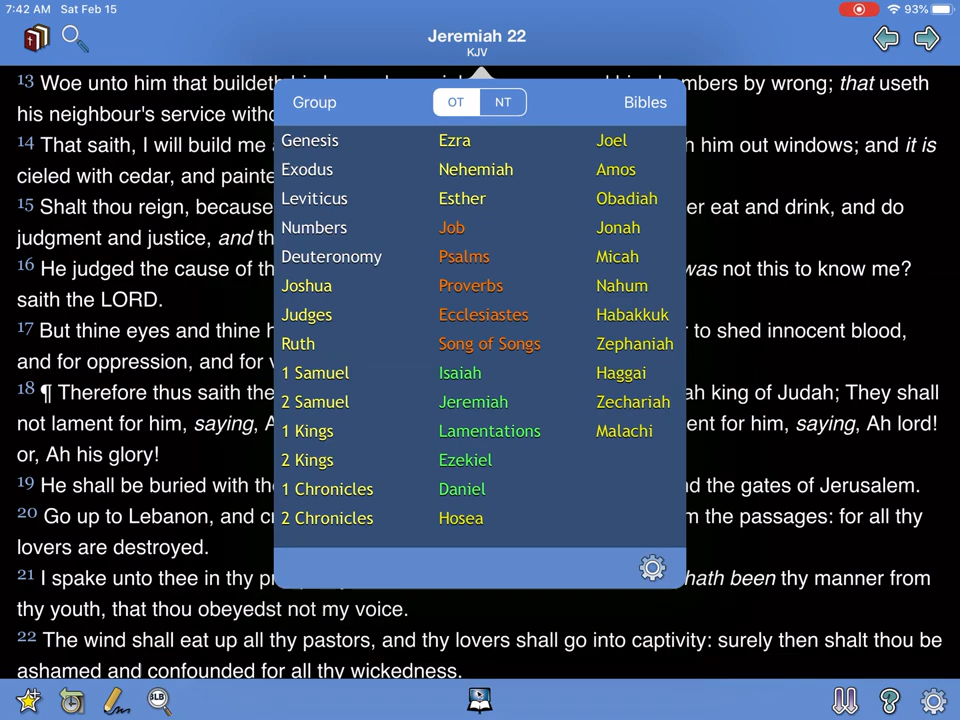 7:42 AM Sat Feb 15 93%
Jeremiah 22
KJV
13 Woe unto him that buildeth mbers by wrong; that useth
Group OT NT Bibles
his neighbour's service witho
Genesis Ezra Joel
14 That saith, I will build me h him out windows; and it is
Exodus Nehemiah Amos
cieled with cedar, and painte
Leviticus Esther Obadiah
15 Shalt thou reign, because er eat and drink, and do
Numbers Job Jonah
judgment and justice, and th
Deuteronomy Psalms Micah
16 He judged the cause of th was not this to know me?
Joshua Proverbs Nahum
saith the LORD.
Judges Ecclesiastes Habakkuk
17 But thine eyes and thine h r to shed innocent blood,
Ruth Song of Songs Zephaniah
and for oppression, and for v
1 Samuel Isaiah Haggai
18 ¶ Therefore thus saith the ah king of Judah; They shall
2 Samuel Jeremiah Zechariah
not lament for him, saying, A ent for him, saying, Ah lord!
1 Kings Lamentations Malachi
or, Ah his glory!
2 Kings Ezekiel
19 He shall be buried with the d the gates of Jerusalem.
1 Chronicles Daniel
20 Go up to Lebanon, and cr m the passages: for all thy
2 Chronicles Hosea
lovers are destroyed.
21 I spake unto thee in thy pr hath been thy manner from
thy youth, that thou obeyedst not my voice.
22 The wind shall eat up all thy pastors, and thy lovers shall go into captivity: surely then shalt thou be
ashamed and confounded for all thy wickedness.
BLB